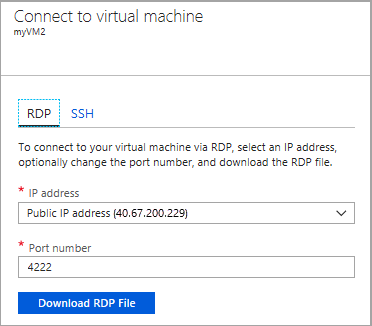 Connect to virtual machine
myVM2
RDP SSH
To connect to your virtual machine via RDP, select an IP address,
optionally change the port number, and download the RDP file.
* IP address
Public IP address (40.67.200.229)
* Port number
4222
Download RDP File